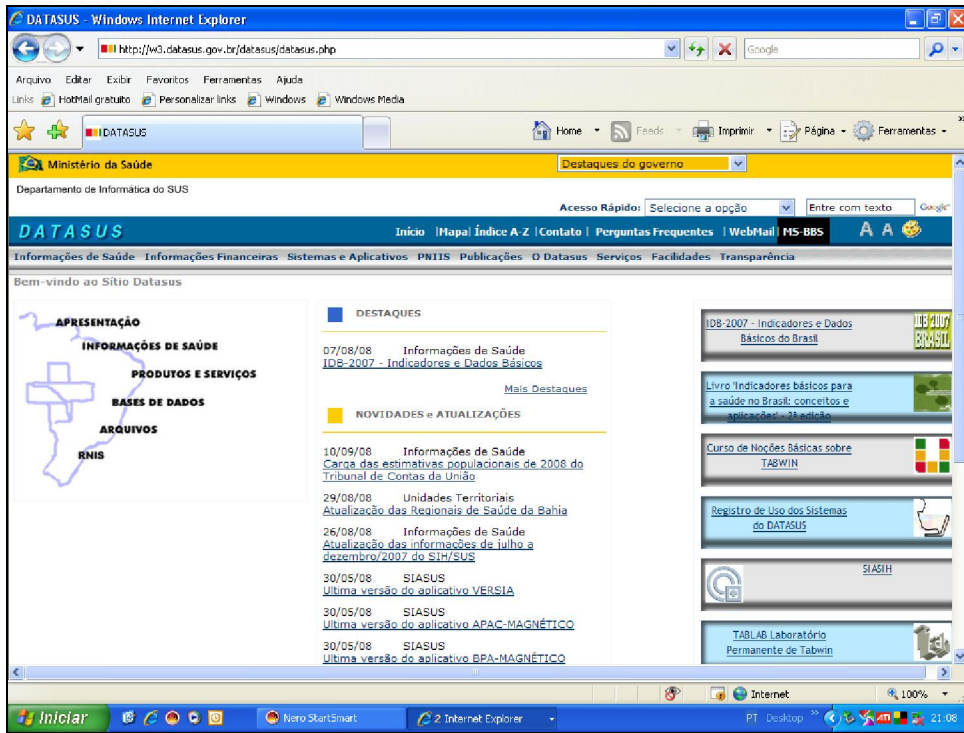 DATASUS - Windows Internet Explorer
http://w3.datasus.gov.br/datasus/datasus.php
Google
Arquivo Editar Exibir Favoritos Ferramentas Ajuda
Links HotMail gratuito Personalizar links Windows Windows Media
DATASUS
Home Feeds Imprimir Página Ferramentas
Ministério da Saúde
Destaques do governo
Departamento de Informática do SUS
Acesso Rápido: Selecione a opção Entre com texto Google
DATASUS
Início |Mapa| Índice A-Z |Contato | Perguntas Frequentes | WebMail| MS-BBS A A
Informações de Saúde Informações Financeiras Sistemas e Aplicativos PNIIS Publicações O Datasus Serviços Facilidades Transparência
Bem-vindo ao Sítio Datasus
APRESENTAÇÃO
INFORMAÇÕES DE SAÚDE
PRODUTOS E SERVIÇOS
BASES DE DADOS
ARQUIVOS
RNIS
DESTAQUES
07/08/08 Informações de Saúde
IDB-2007 - Indicadores e Dados Básicos
Mais Destaques
NOVIDADES e ATUALIZAÇÕES
10/09/08 Informações de Saúde
Carga das estimativas populacionais de 2008 do
Tribunal de Contas da União
29/08/08 Unidades Territoriais
Atualização das Regionais de Saúde da Bahia
26/08/08 Informações de Saúde
Atualização das informações de julho a
dezembro/2007 do SIH/SUS
30/05/08 SIASUS
Ultima versão do aplicativo VERSIA
30/05/08 SIASUS
Ultima versão do aplicativo APAC-MAGNÉTICO
30/05/08 SIASUS
Ultima versão do aplicativo BPA-MAGNÉTICO
IDB-2007 - Indicadores e Dados
Básicos do Brasil
IDB 2007
BRASIL
Livro 'Indicadores básicos para
a saúde no Brasil: conceitos e
aplicações' - 2ª edição
Curso de Noções Básicas sobre
TABWIN
Registro de Uso dos Sistemas
do DATASUS
SIASIH
TABLAB Laboratório
Permanente de Tabwin
Internet 100%
Iniciar Nero StartSmart 2 Internet Explorer PT Desktop ATI 21:08